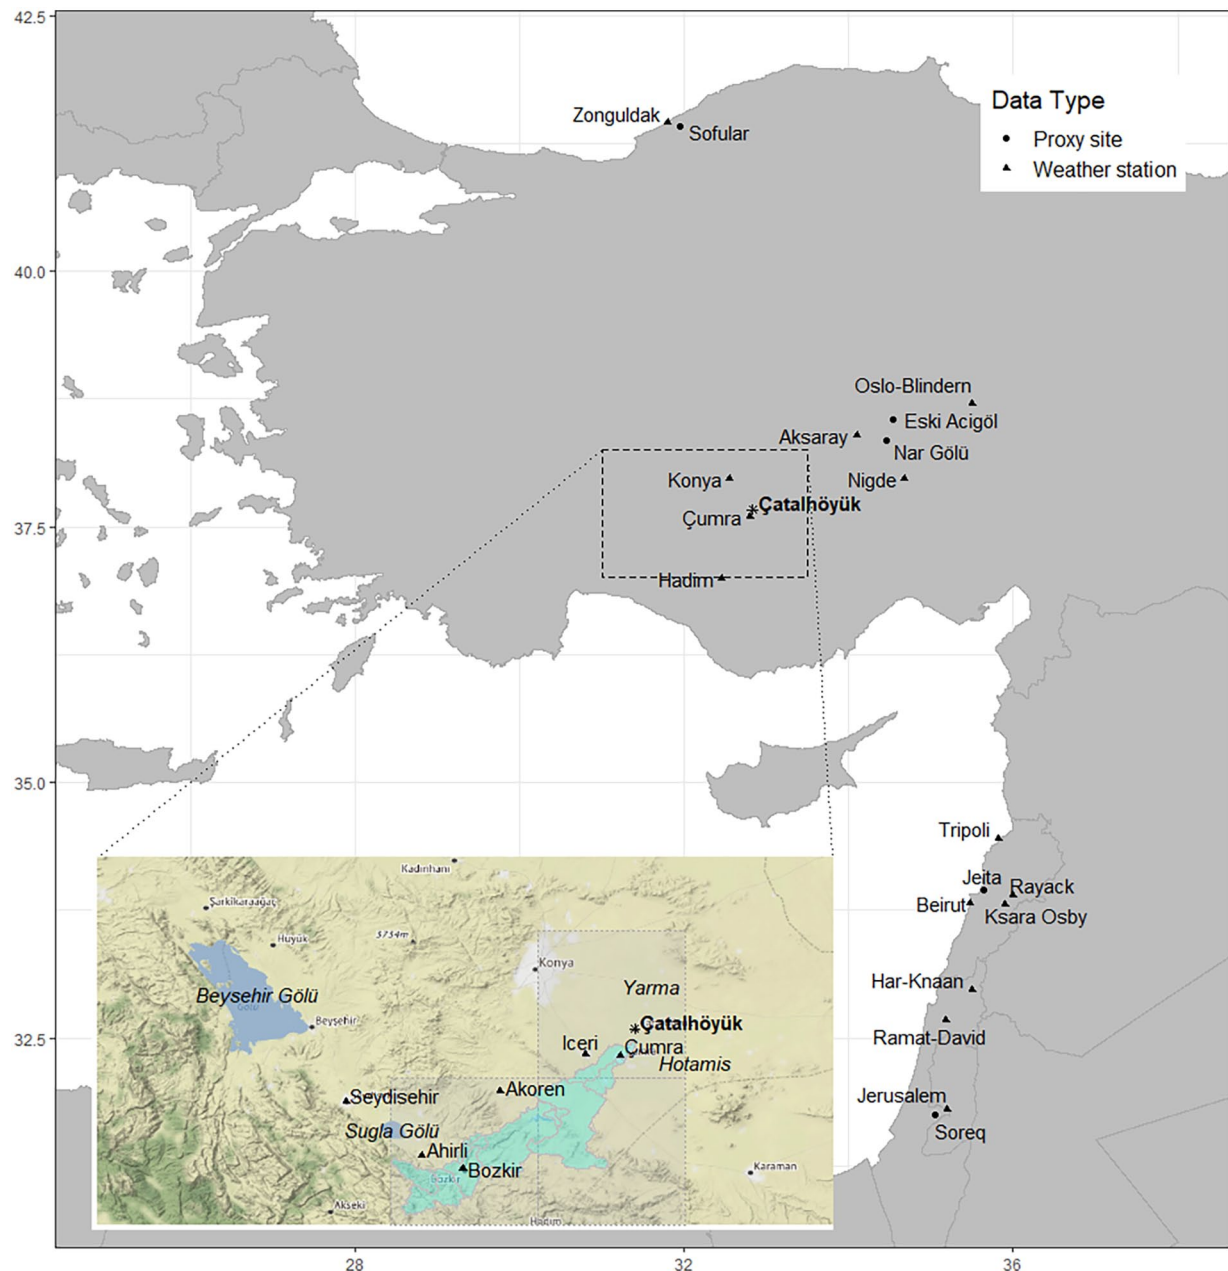 42.5
Data Type
Proxy site
Weather station
Zonguldak
Sofular
40.0
Oslo-Blindern
Eski Acigöl
Aksaray
Nar Gölü
Konya
Nigde
Çatalhöyük
Çumra
37.5
Hadim
35.0
Tripoli
Jeita
Rayack
Beirut
Ksara Osby
Har-Knaan
32.5
Ramat-David
Jerusalem
Soreq
Kadınhanı
Şarkikaraağaç
Hüyük
5734m
Konya
Beysehir Gölü
Yarma
Beyşehir
Çatalhöyük
Iceri
Çumra
Hotamis
Seydisehir
Akoren
Sugla Gölü
Ahirli
Bozkir
Bozkır
Karaman
Akseki
Hadim
28
32
36